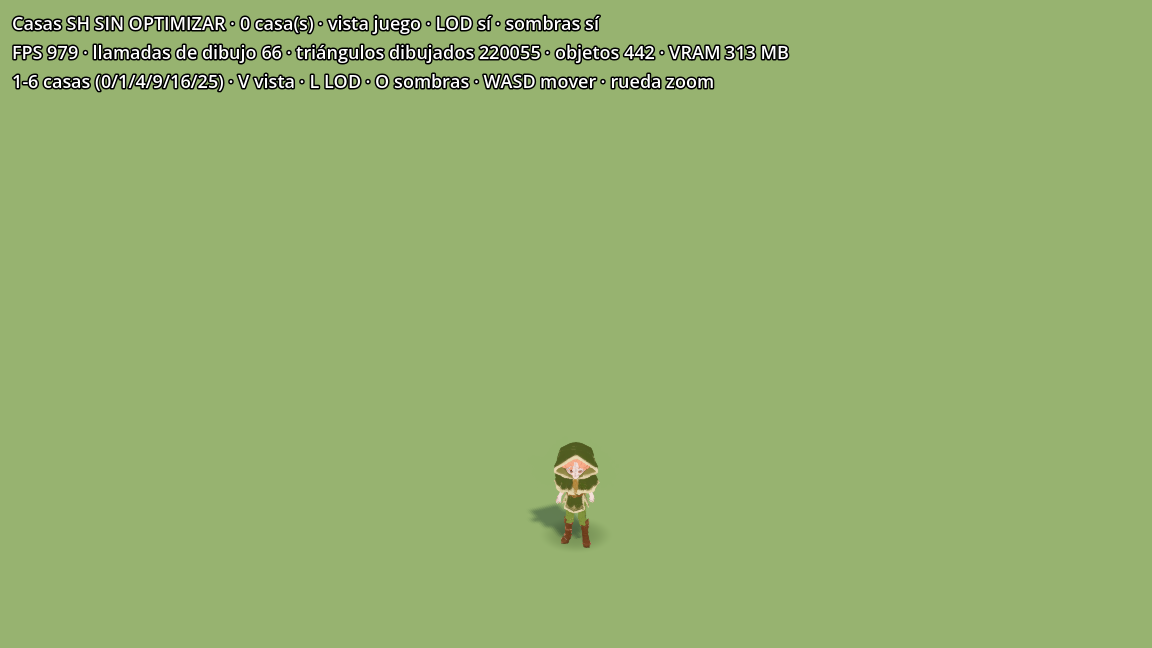 Casas SH SIN OPTIMIZAR · 0 casa(s) · vista juego · LOD sí · sombras sí
FPS 979 · llamadas de dibujo 66 · triángulos dibujados 220055 · objetos 442 · VRAM 313 MB
1-6 casas (0/1/4/9/16/25) · V vista · L LOD · O sombras · WASD mover · rueda zoom